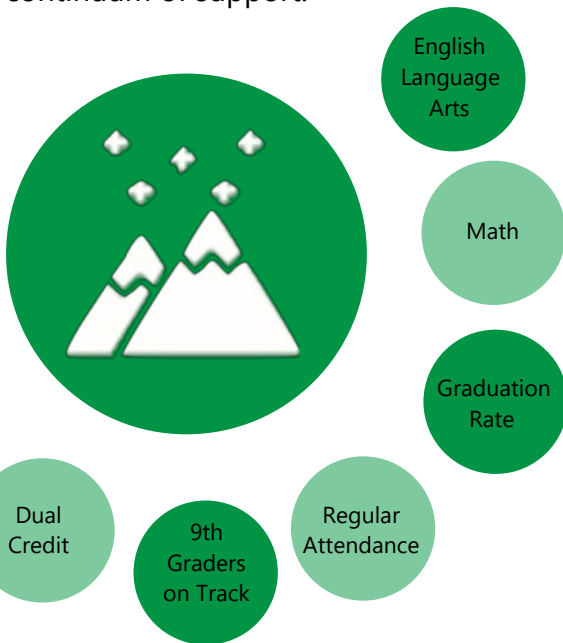 continuum of support.
English
Language
Arts
Math
Graduation
Rate
Regular
Attendance
9th
Graders
on Track
Dual
Credit